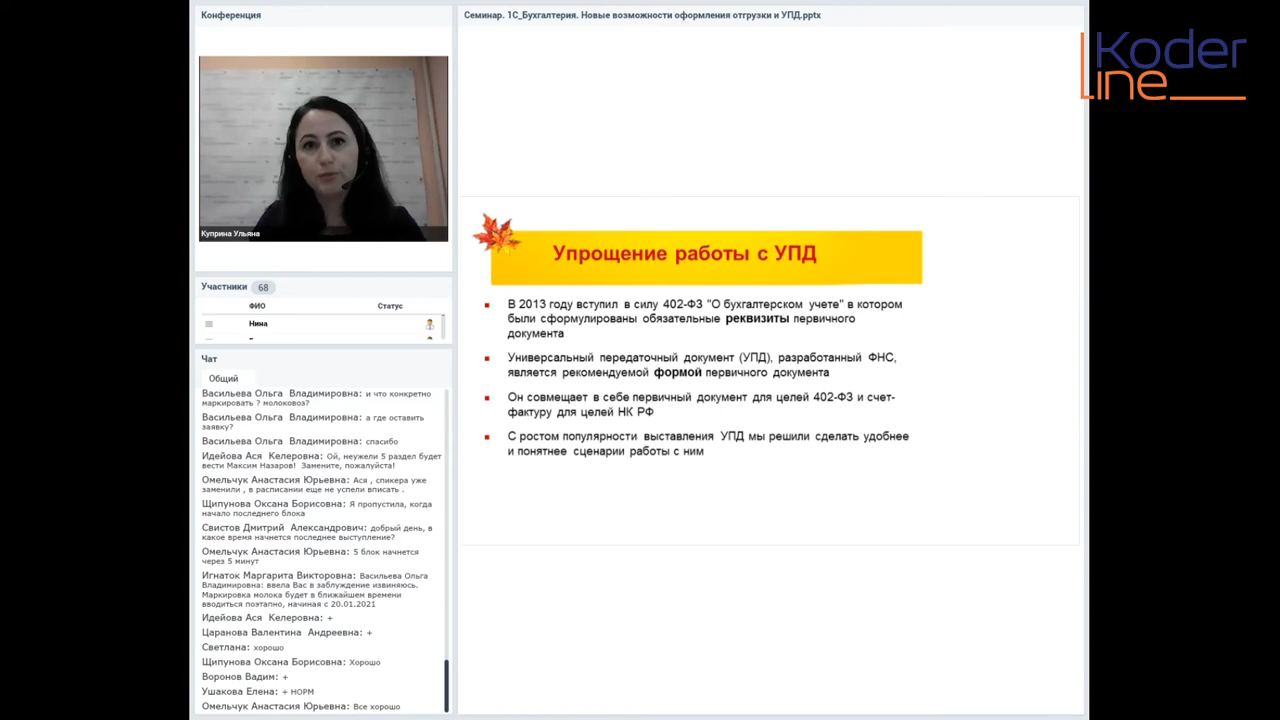 Конференция
Куприна Ульяна
Участники 68
ФИО Статус
Нина
Чат
Общий
Васильева Ольга Владимировна: и что конкретно
маркировать ? молоковоз?
Васильева Ольга Владимировна: а где оставить
заявку?
Васильева Ольга Владимировна: спасибо
Идейова Ася Келеровна: Ой, неужели 5 раздел будет
вести Максим Назаров! Замените, пожалуйста!
Омельчук Анастасия Юрьевна: Ася , спикера уже
заменили , в расписании еще не успели вписать .
Щипунова Оксана Борисовна: Я пропустила, когда
начало последнего блока
Свистов Дмитрий Александрович: добрый день, в
какое время начнется последнее выступление?
Омельчук Анастасия Юрьевна: 5 блок начнется
через 5 минут
Игнаток Маргарита Викторовна: Васильева Ольга
Владимировна: ввела Вас в заблуждение извиняюсь.
Маркировка молока будет в ближайшем времени
вводиться поэтапно, начиная с 20.01.2021
Идейова Ася Келеровна: +
Царанова Валентина Андреевна: +
Светлана: хорошо
Щипунова Оксана Борисовна: Хорошо
Воронов Вадим: +
Ушакова Елена: + НОРМ
Омельчук Анастасия Юрьевна: Все хорошо
Семинар. 1С_Бухгалтерия. Новые возможности оформления отгрузки и УПД.pptx
Упрощение работы с УПД
В 2013 году вступил в силу 402-ФЗ "О бухгалтерском учете" в котором
были сформулированы обязательные реквизиты первичного
документа
Универсальный передаточный документ (УПД), разработанный ФНС,
является рекомендуемой формой первичного документа
Он совмещает в себе первичный документ для целей 402-ФЗ и счет-
фактуру для целей НК РФ
С ростом популярности выставления УПД мы решили сделать удобнее
и понятнее сценарии работы с ним
Koder
Line